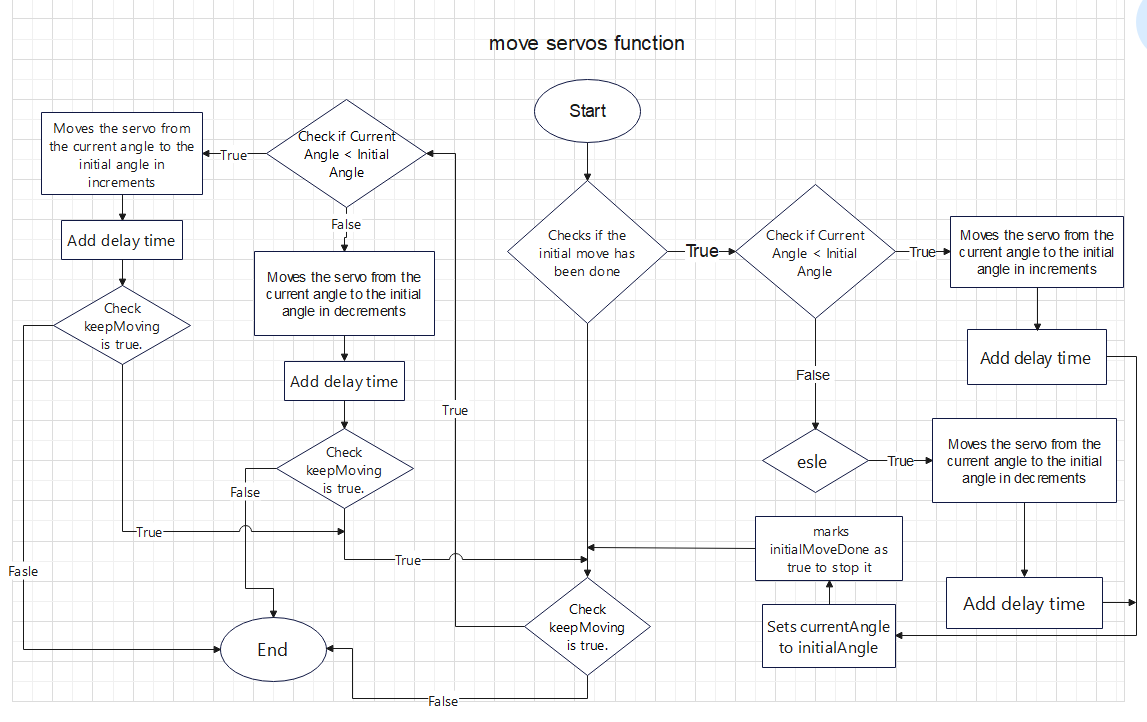 move servos function
Start
Checks if the
initial move has
been done
True
Check if Current
Angle < Initial
Angle
True
Moves the servo from the
current angle to the initial
angle in increments
Add delay time
False
esle
True
Moves the servo from the
current angle to the initial
angle in decrements
Add delay time
Sets currentAngle
to initialAngle
marks
initialMoveDone as
true to stop it
Check
keepMoving
is true.
True
False
Check if Current
Angle < Initial
Angle
True
Moves the servo from
the current angle to the
initial angle in
increments
Add delay time
Check
keepMoving
is true.
True
Fasle
False
Moves the servo from the
current angle to the initial
angle in decrements
Add delay time
Check
keepMoving
is true.
True
False
End